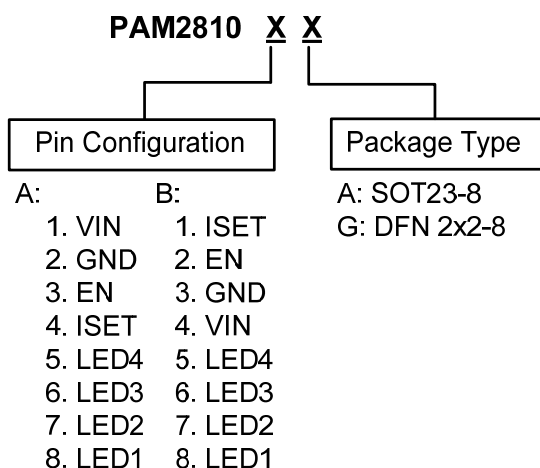 PAM2810 X X
Pin Configuration
Package Type
A: B:
1. VIN 1. ISET
2. GND 2. EN
3. EN 3. GND
4. ISET 4. VIN
5. LED4 5. LED4
6. LED3 6. LED3
7. LED2 7. LED2
8. LED1 8. LED1
A: SOT23-8
G: DFN 2x2-8